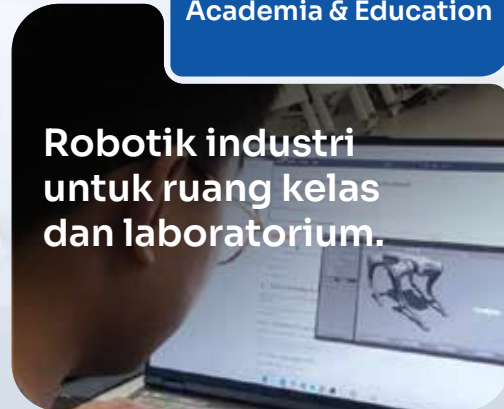 Academia & Education
Robotik industri
untuk ruang kelas
dan laboratorium.